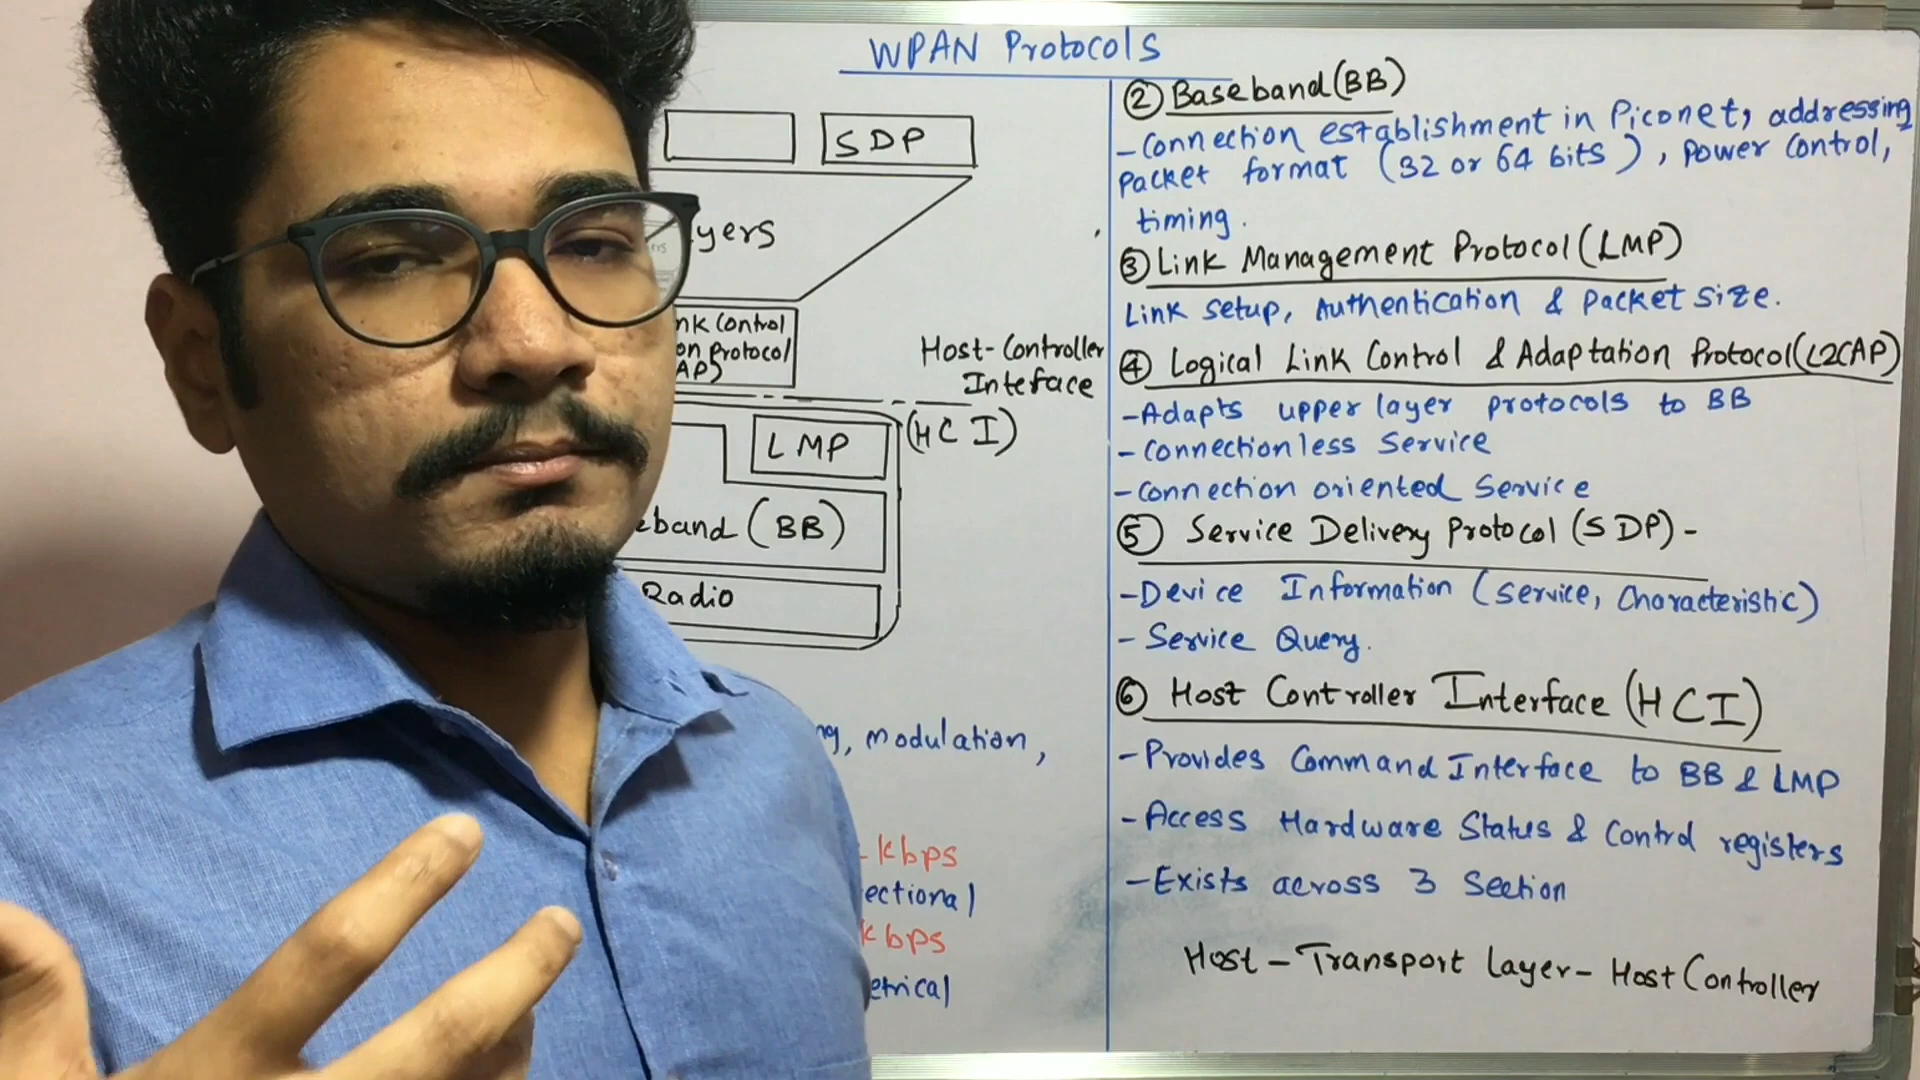 WPAN Protocols
SDP
yers
nk Control
on Protocol
AP)
Host-Controller
Inteface
(HCI)
LMP
eband (BB)
Radio
ng, modulation,
kbps
ectional
kbps
etrical
② Baseband (BB)
- Connection establishment in Piconet, addressing
Packet format (32 or 64 bits), power control,
timing.
③ Link Management Protocol (LMP)
Link setup, Authentication & packet size.
④ Logical Link Control & Adaptation Protocol (L2CAP)
- Adapts upper layer protocols to BB
- Connectionless Service
- Connection oriented Service
⑤ Service Delivery Protocol (SDP) -
- Device Information (Service, Characteristic)
- Service Query.
⑥ Host Controller Interface (HCI)
- Provides Command Interface to BB & LMP
- Access Hardware Status & Control registers
- Exists across 3 Section
Host - Transport Layer - Host Controller